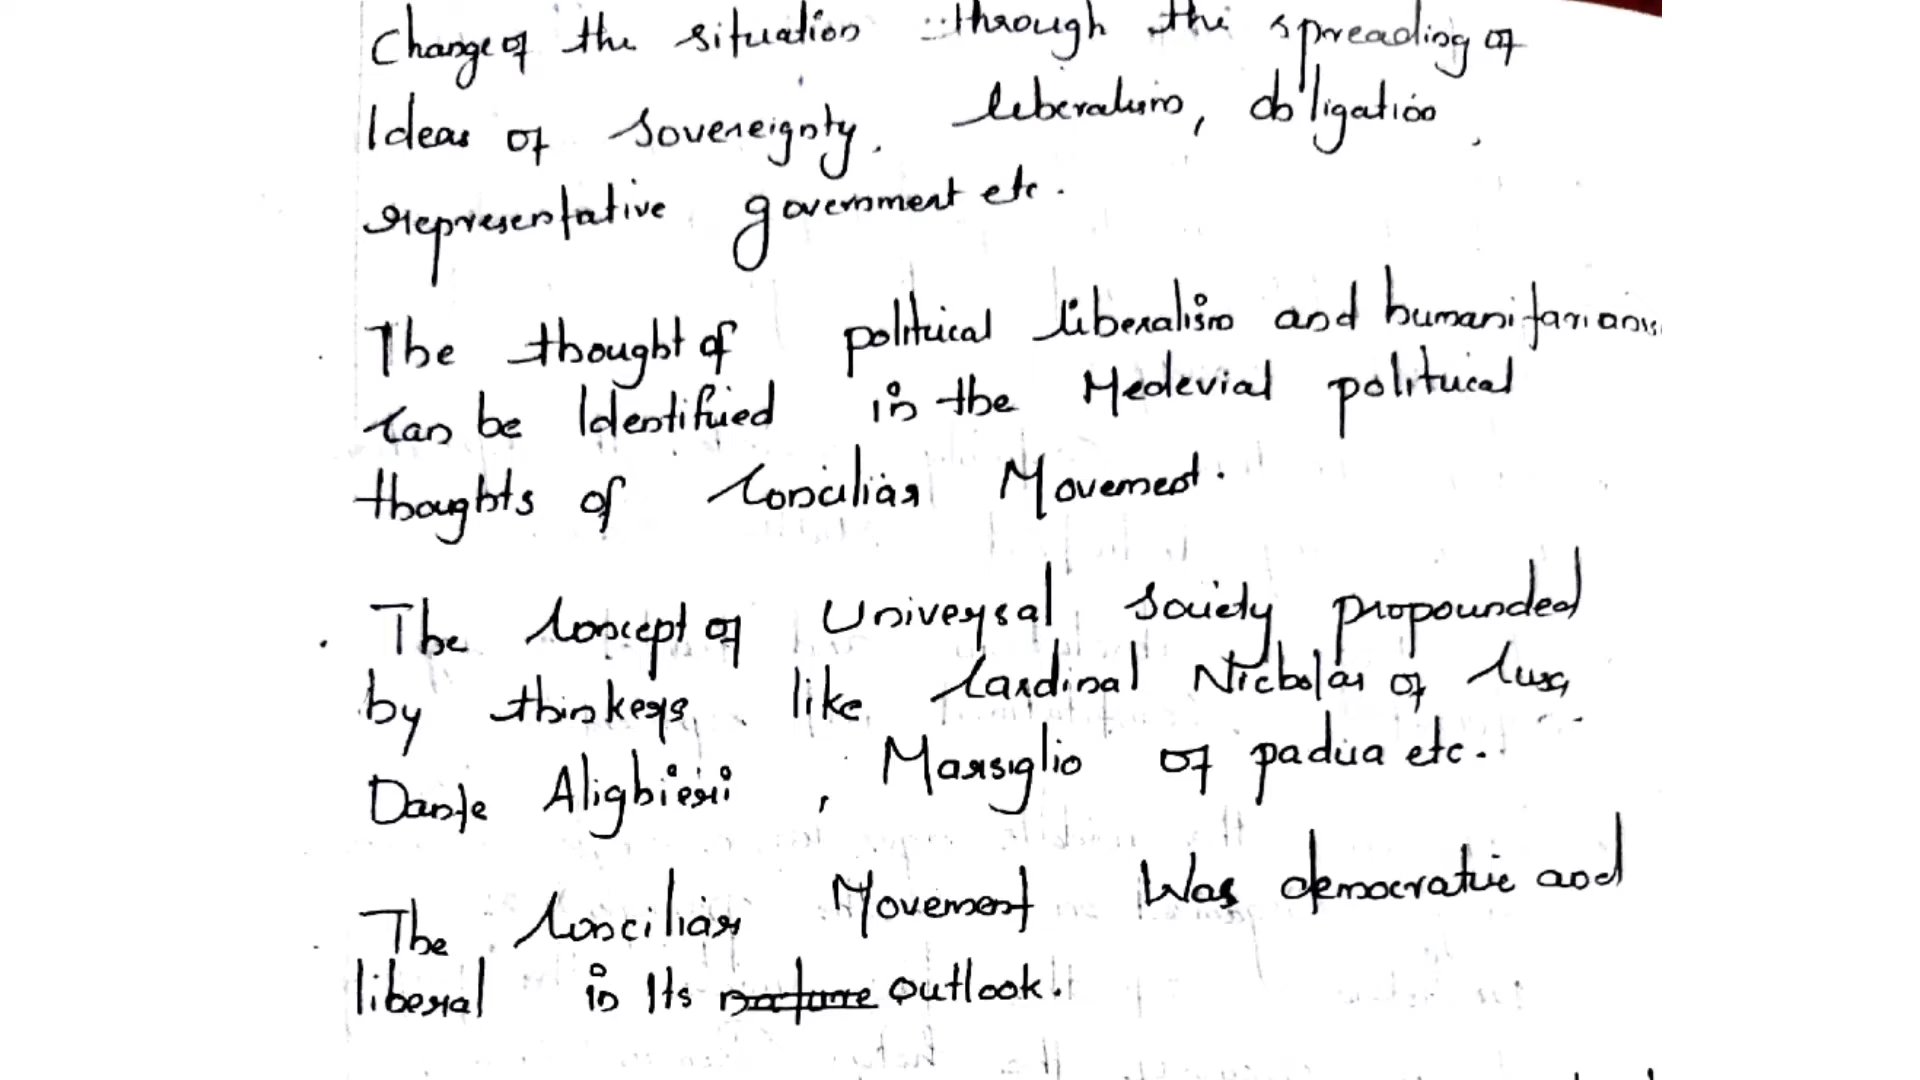 Change of the situation through the spreading of
Ideas of sovereignty, liberalism, obligation,
representative government etc.
The thought of political liberalism and humanitarianis
can be Identified in the Medevial political
thoughts of Conciliar Movement.
The concept of Universal society propounded
by thinkers like Cardinal Nicholas of Cusa,
Dante Alighieri, Marsiglio of padua etc.
The Conciliar Movement Was democratic and
liberal in Its nature outlook.